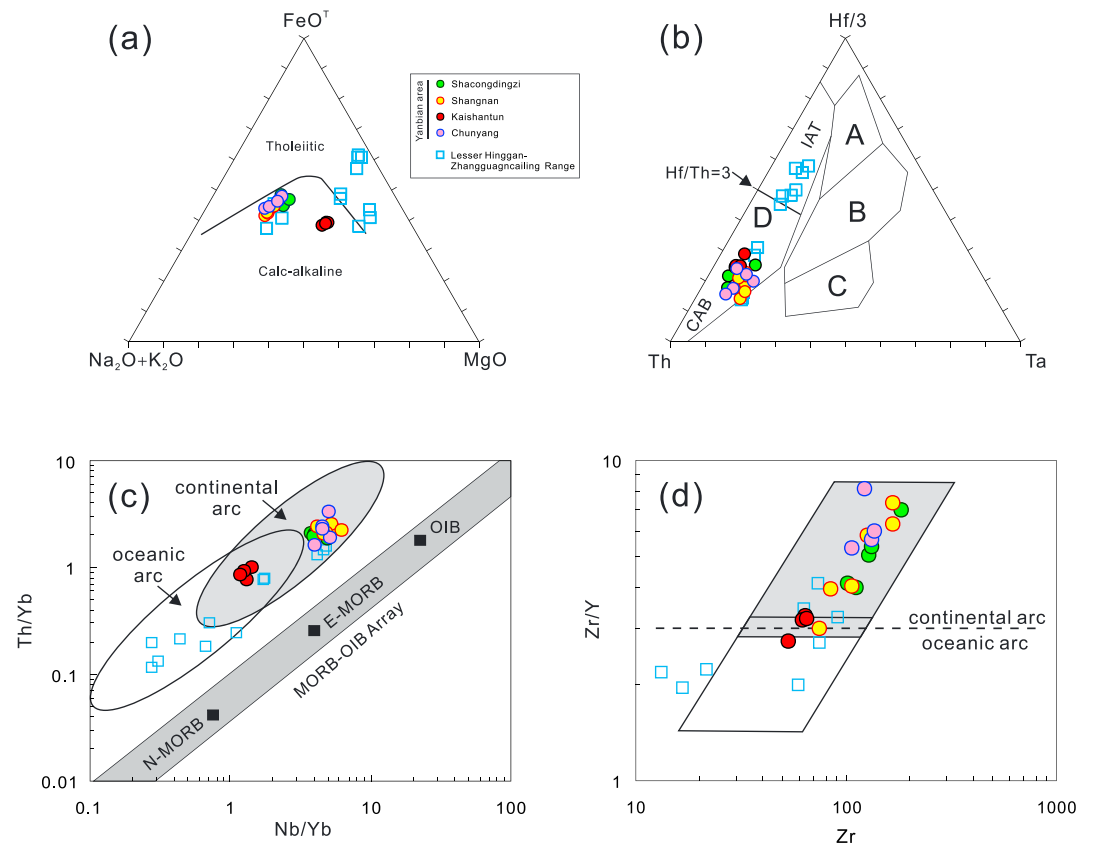 (a)
FeOᵀ
Tholeiitic
Calc-alkaline
Na₂O+K₂O
MgO
Yanbian area
Shacongdingzi
Shangnan
Kaishantun
Chunyang
Lesser Hinggan-
Zhangguagncailing Range
(b)
Hf/3
IAT
A
Hf/Th=3
D
B
C
CAB
Th
Ta
(c)
10
1
0.1
0.01
Th/Yb
continental
arc
oceanic
arc
OIB
E-MORB
MORB-OIB Array
N-MORB
0.1
1
10
100
Nb/Yb
(d)
10
1
Zr/Y
continental arc
oceanic arc
10
100
1000
Zr